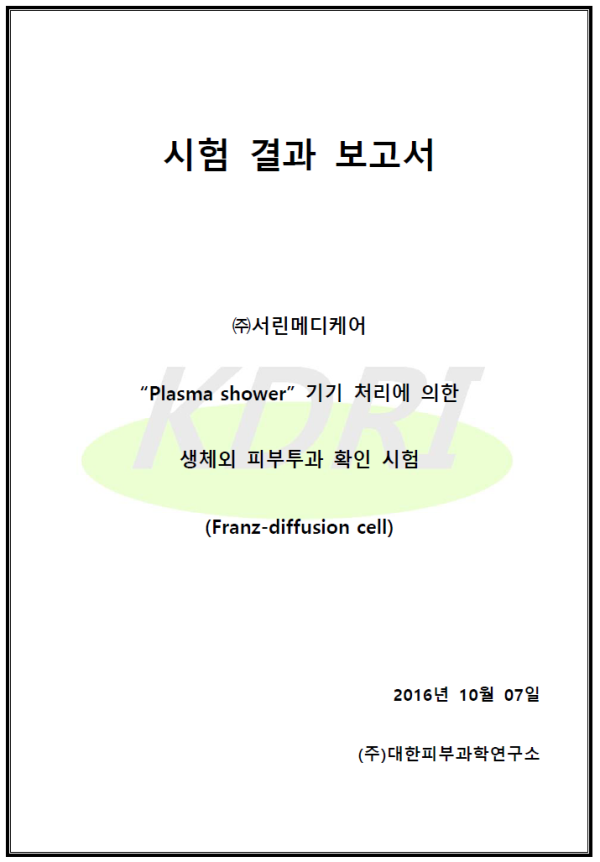 시험 결과 보고서
㈜서린메디케어
“Plasma shower” 기기 처리에 의한
KDRI
생체외 피부투과 확인 시험
(Franz-diffusion cell)
2016년 10월 07일
(주)대한피부과학연구소